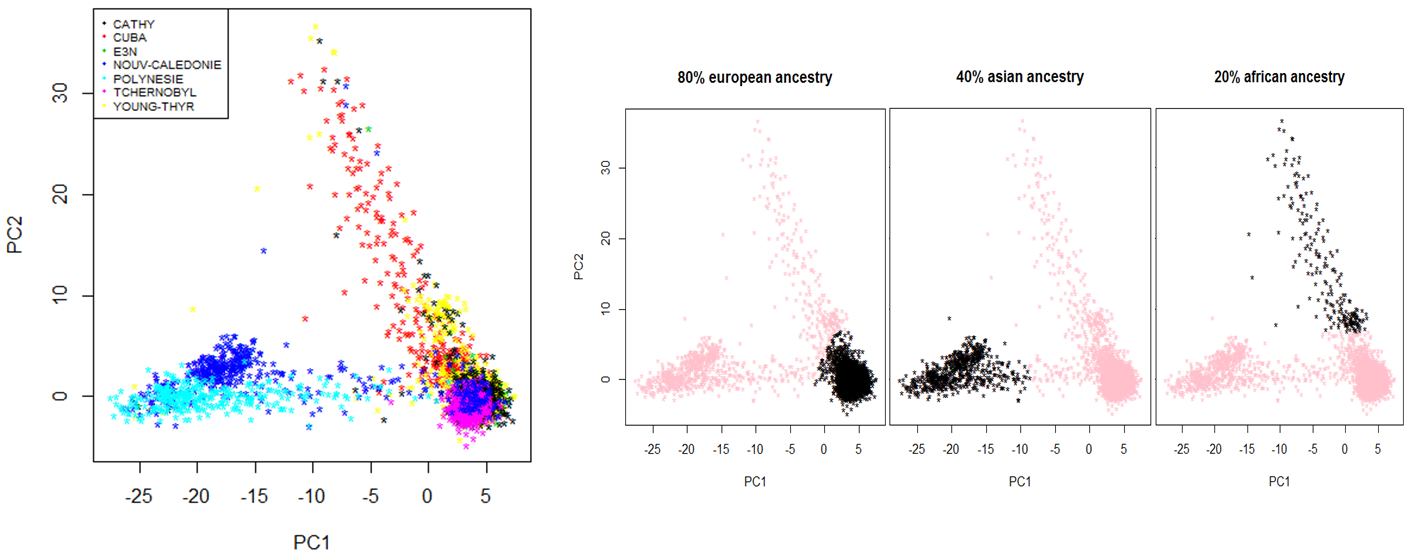 CATHY
CUBA
E3N
NOUV-CALEDONIE
POLYNESIE
TCHERNOBYL
YOUNG-THYR
30
20
10
0
PC2
-25 -20 -15 -10 -5 0 5
PC1
80% european ancestry 40% asian ancestry 20% african ancestry
30
20
10
0
PC2
-25 -20 -15 -10 -5 0 5 -25 -20 -15 -10 -5 0 5 -25 -20 -15 -10 -5 0 5
PC1 PC1 PC1